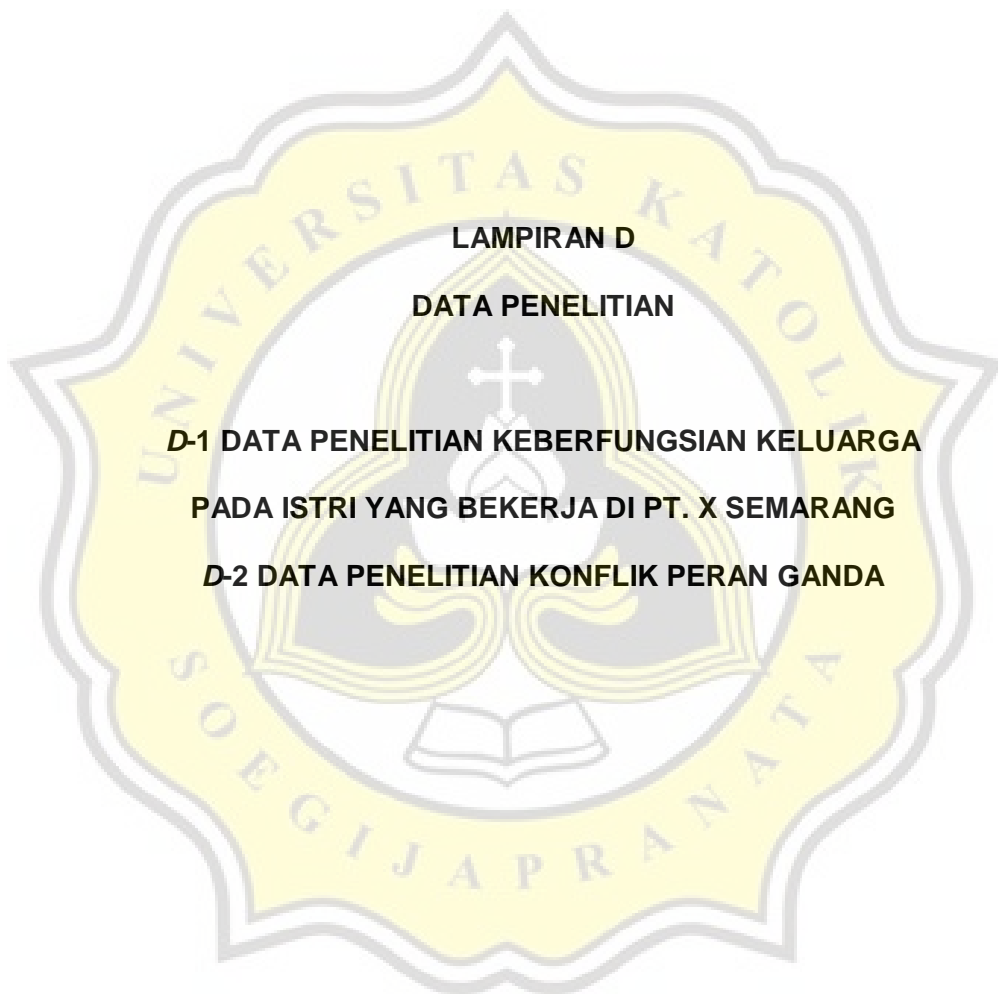 UNIVERSITAS KATOLIK
LAMPIRAN D
DATA PENELITIAN
D-1 DATA PENELITIAN KEBERFUNGSIAN KELUARGA
PADA ISTRI YANG BEKERJA DI PT. X SEMARANG
D-2 DATA PENELITIAN KONFLIK PERAN GANDA
SOEGIJAPRANATA